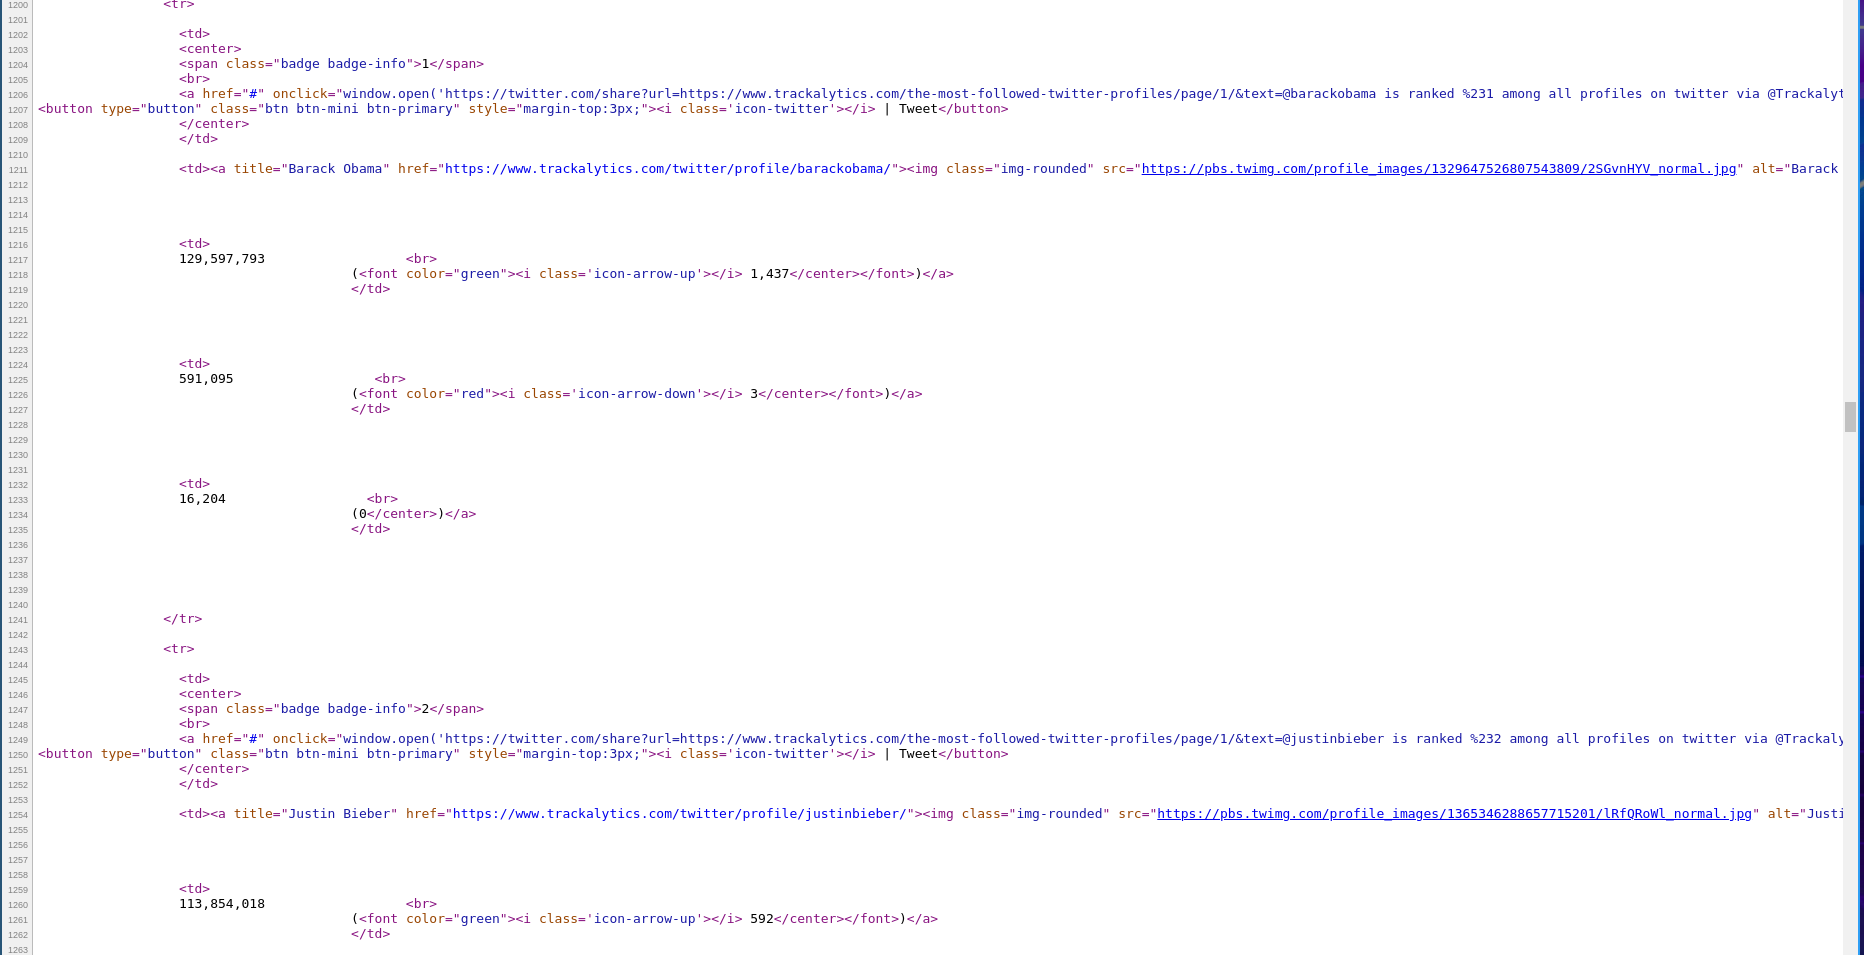 1200 <tr>
1201
1202 <td>
1203 <center>
1204 <span class="badge badge-info">1</span>
1205 <br>
1206 <a href="#" onclick="window.open('https://twitter.com/share?url=https://www.trackalytics.com/the-most-followed-twitter-profiles/page/1/&text=@barackobama is ranked %231 among all profiles on twitter via @Trackalyt
1207 <button type="button" class="btn btn-mini btn-primary" style="margin-top:3px;"><i class='icon-twitter'></i> | Tweet</button>
1208 </center>
1209 </td>
1210
1211 <td><a title="Barack Obama" href="https://www.trackalytics.com/twitter/profile/barackobama/"><img class="img-rounded" src="https://pbs.twimg.com/profile_images/1329647526807543809/2SGvnHYV_normal.jpg" alt="Barack
1212
1213
1214
1215
1216 <td>
1217 129,597,793 <br>
1218 (<font color="green"><i class='icon-arrow-up'></i> 1,437</center></font>)</a>
1219 </td>
1220
1221
1222
1223
1224 <td>
1225 591,095 <br>
1226 (<font color="red"><i class='icon-arrow-down'></i> 3</center></font>)</a>
1227 </td>
1228
1229
1230
1231
1232 <td>
1233 16,204 <br>
1234 (0</center>)</a>
1235 </td>
1236
1237
1238
1239
1240
1241 </tr>
1242
1243 <tr>
1244
1245 <td>
1246 <center>
1247 <span class="badge badge-info">2</span>
1248 <br>
1249 <a href="#" onclick="window.open('https://twitter.com/share?url=https://www.trackalytics.com/the-most-followed-twitter-profiles/page/1/&text=@justinbieber is ranked %232 among all profiles on twitter via @Trackaly
1250 <button type="button" class="btn btn-mini btn-primary" style="margin-top:3px;"><i class='icon-twitter'></i> | Tweet</button>
1251 </center>
1252 </td>
1253
1254 <td><a title="Justin Bieber" href="https://www.trackalytics.com/twitter/profile/justinbieber/"><img class="img-rounded" src="https://pbs.twimg.com/profile_images/1365346288657715201/lRfQRoWl_normal.jpg" alt="Justi
1255
1256
1257
1258
1259 <td>
1260 113,854,018 <br>
1261 (<font color="green"><i class='icon-arrow-up'></i> 592</center></font>)</a>
1262 </td>
1263